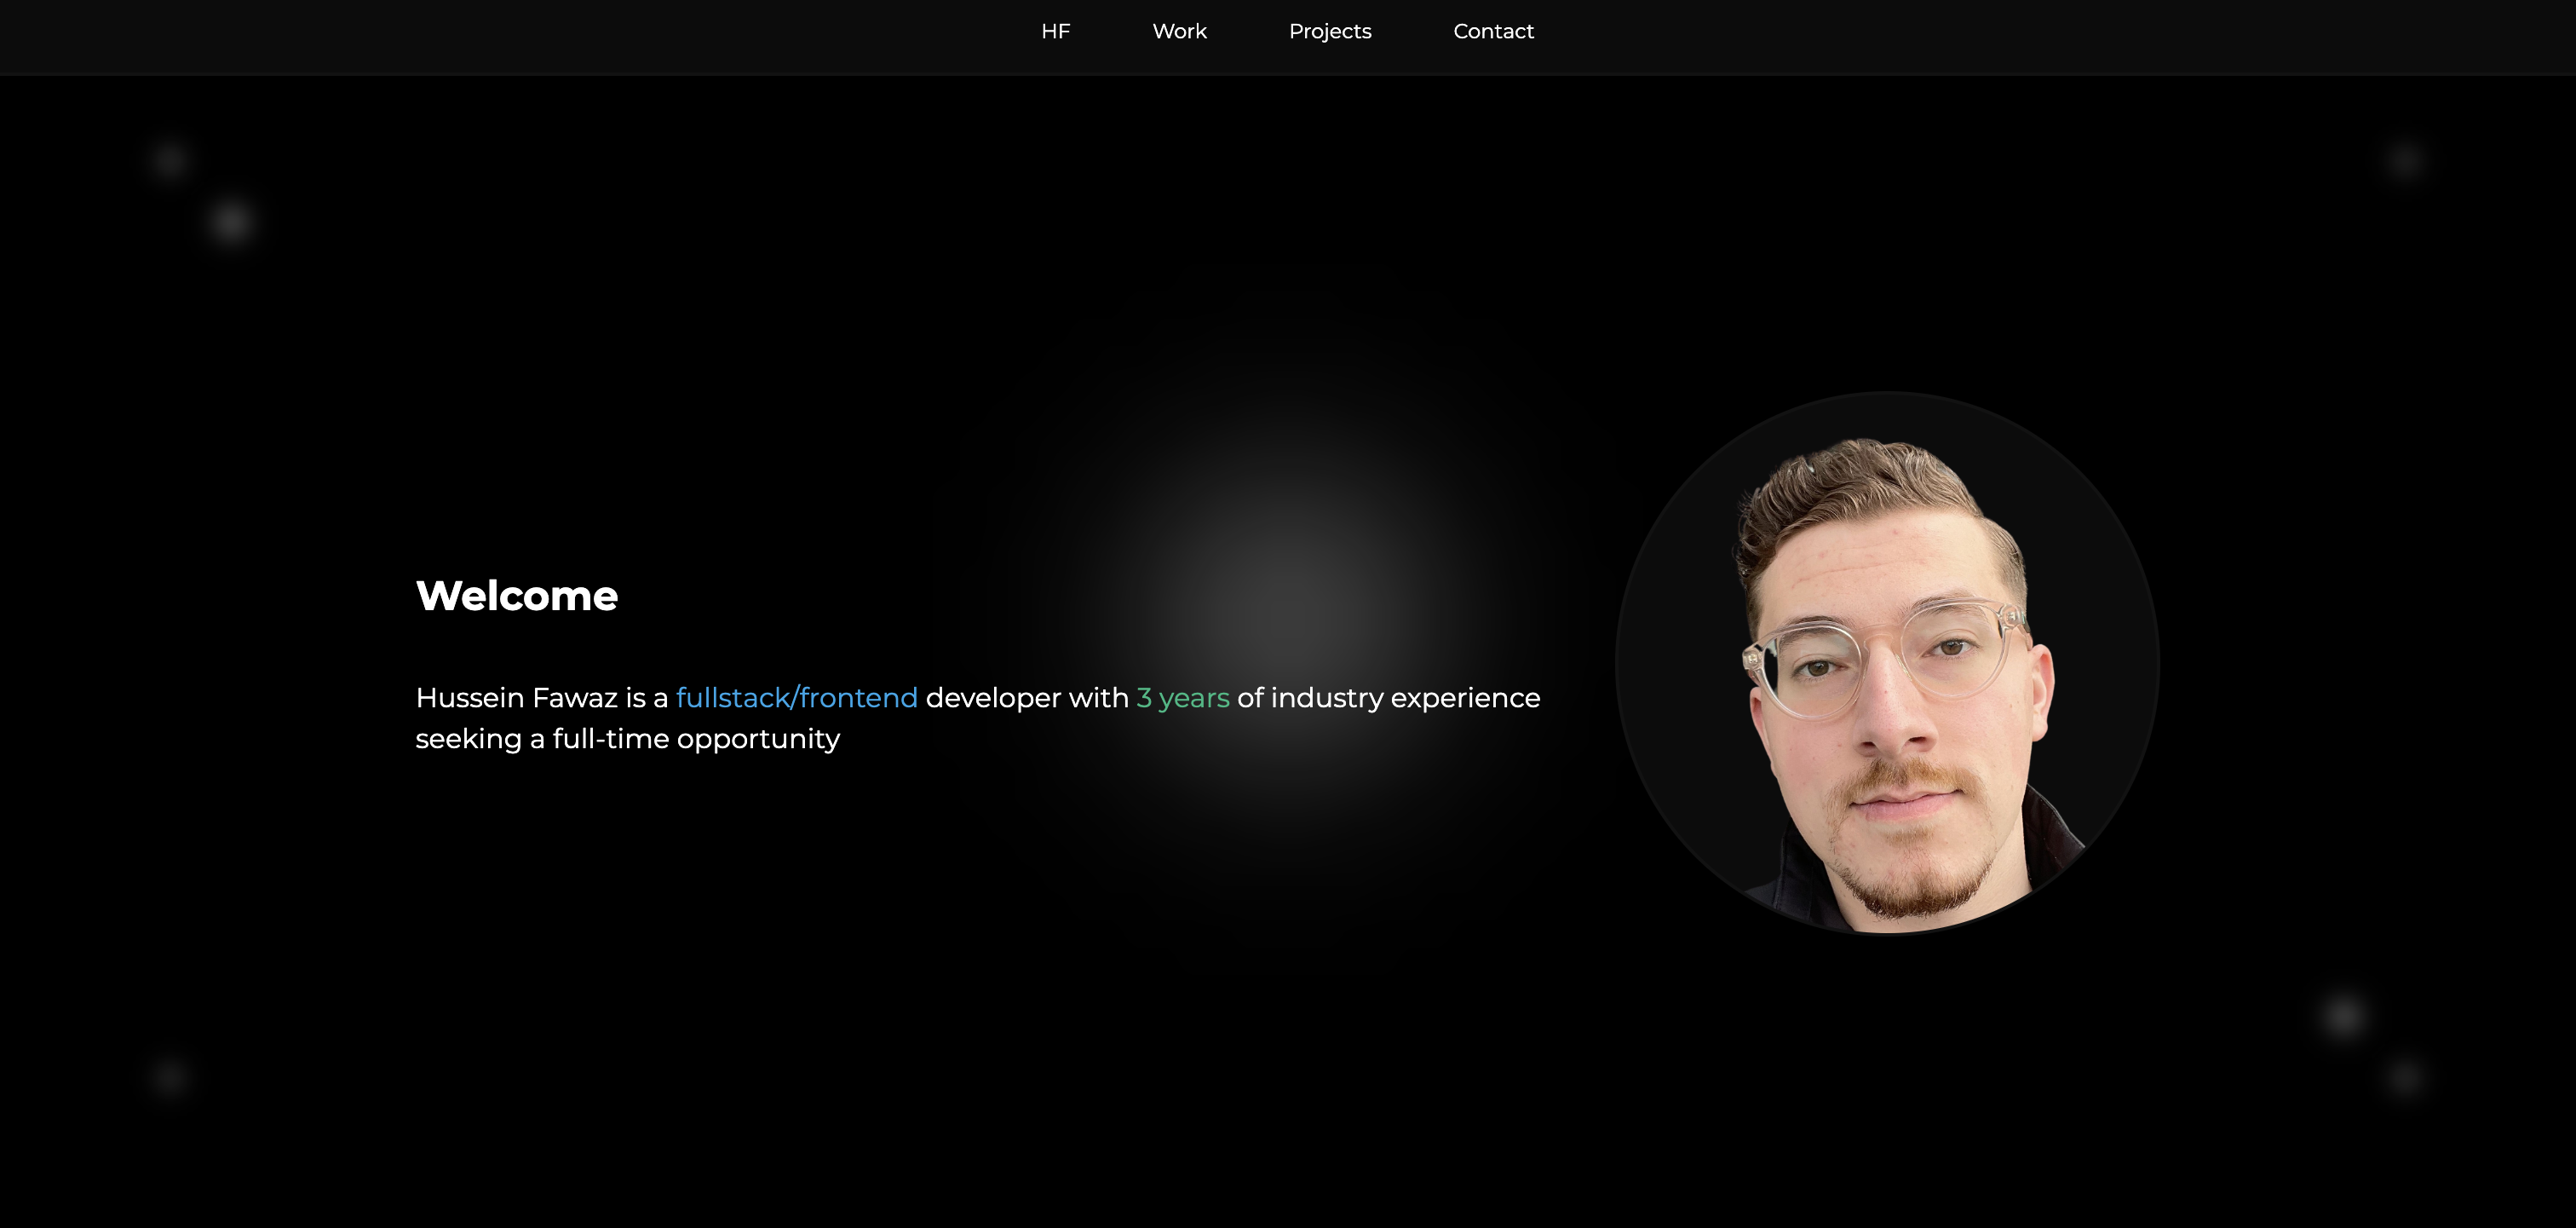 HF Work Projects Contact
Welcome
Hussein Fawaz is a fullstack/frontend developer with 3 years of industry experience
seeking a full-time opportunity